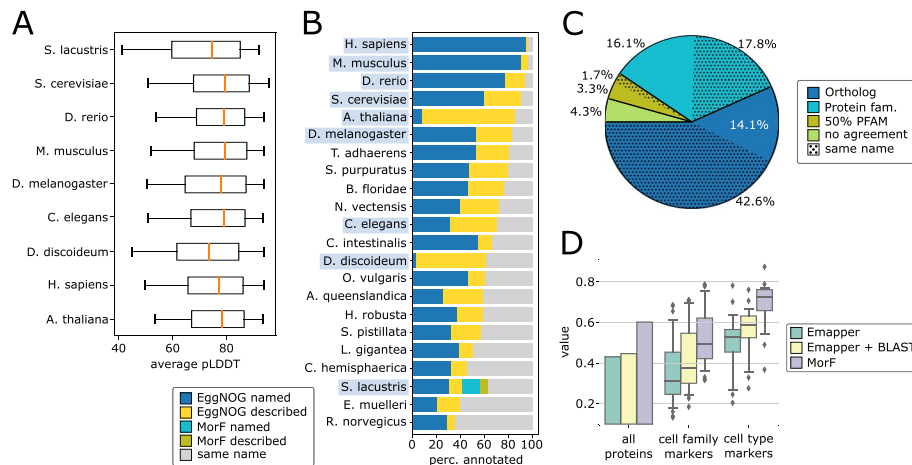 A
S. lacustris
S. cerevisiae
D. rerio
M. musculus
D. melanogaster
C. elegans
D. discoideum
H. sapiens
A. thaliana
40 60 80
average pLDDT
EggNOG named
EggNOG described
MorF named
MorF described
same name
B
H. sapiens
M. musculus
D. rerio
S. cerevisiae
A. thaliana
D. melanogaster
T. adhaerens
S. purpuratus
B. floridae
N. vectensis
C. elegans
C. intestinalis
D. discoideum
O. vulgaris
A. queenslandica
H. robusta
S. pistillata
L. gigantea
C. hemisphaerica
S. lacustris
E. muelleri
R. norvegicus
0 20 40 60 80 100
perc. annotated
C
16.1%
17.8%
1.7%
3.3%
4.3%
14.1%
42.6%
Ortholog
Protein fam.
50% PFAM
no agreement
same name
D
value
0.8
0.6
0.4
0.2
all proteins
cell family markers
cell type markers
Emapper
Emapper + BLAST
MorF